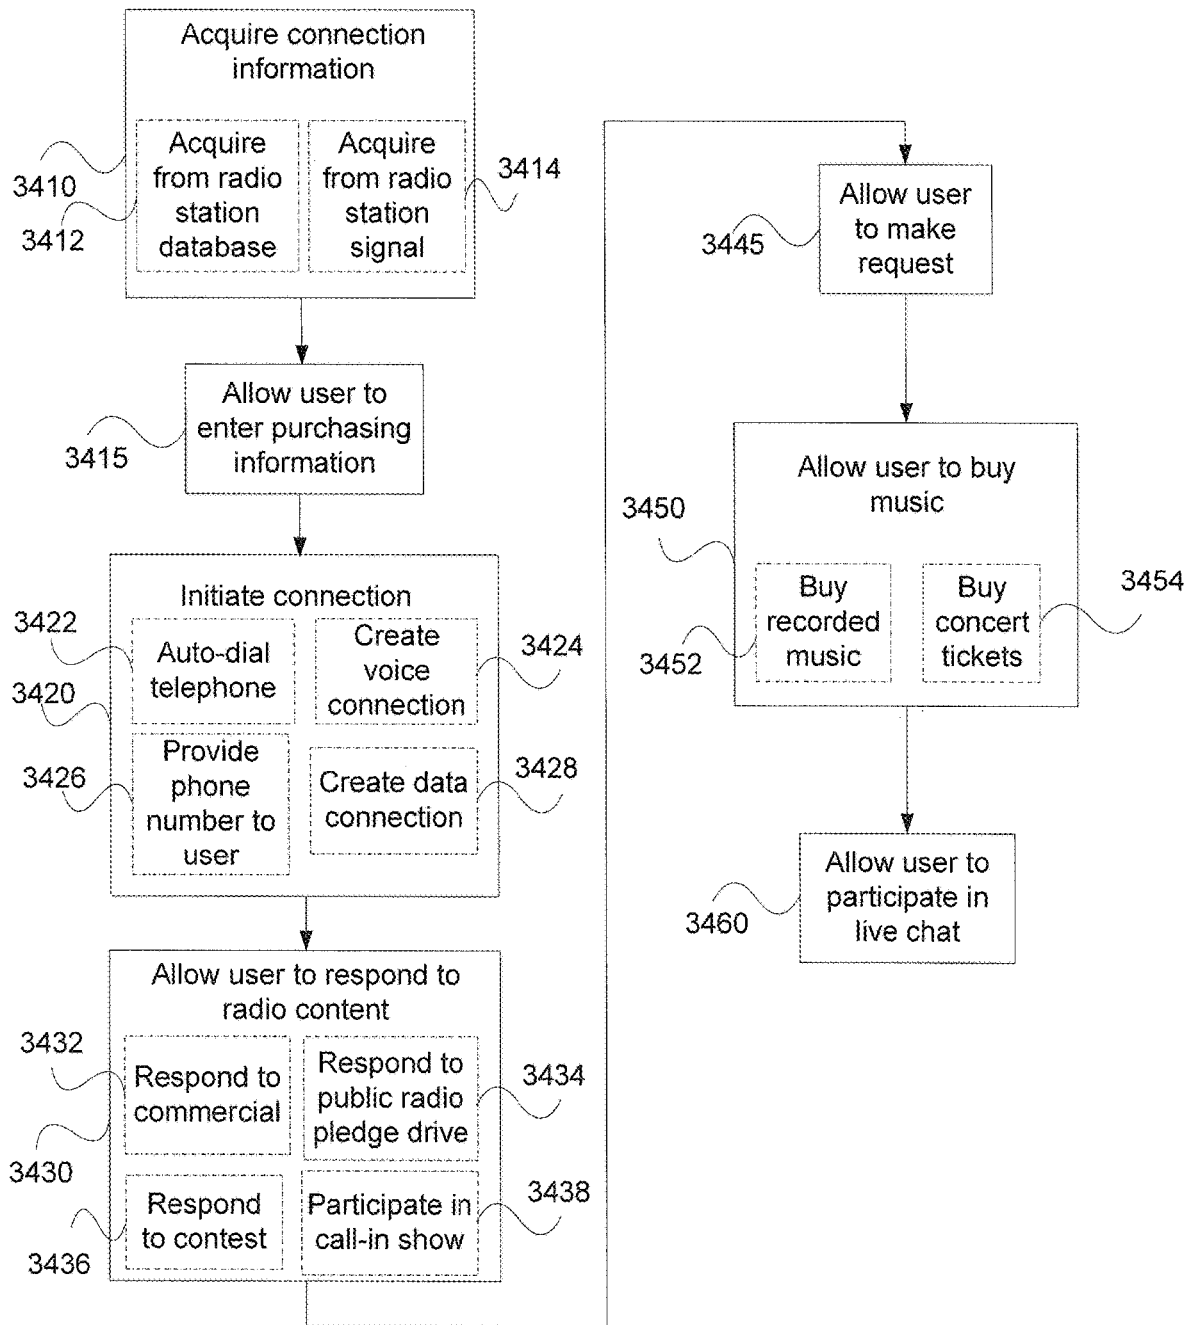 Acquire connection
information
Acquire
from radio
station
database
Acquire
from radio
station
signal
3410
3412
3414
Allow user to
enter purchasing
information
3415
Initiate connection
Auto-dial
telephone
Create
voice
connection
Provide
phone
number to
user
Create data
connection
3422
3420
3424
3426
3428
Allow user to respond to
radio content
Respond to
commercial
Respond to
public radio
pledge drive
Respond
to contest
Participate in
call-in show
3432
3434
3430
3436
3438
Allow user
to make
request
3445
Allow user to buy
music
Buy
recorded
music
Buy
concert
tickets
3450
3452
3454
Allow user to
participate in
live chat
3460